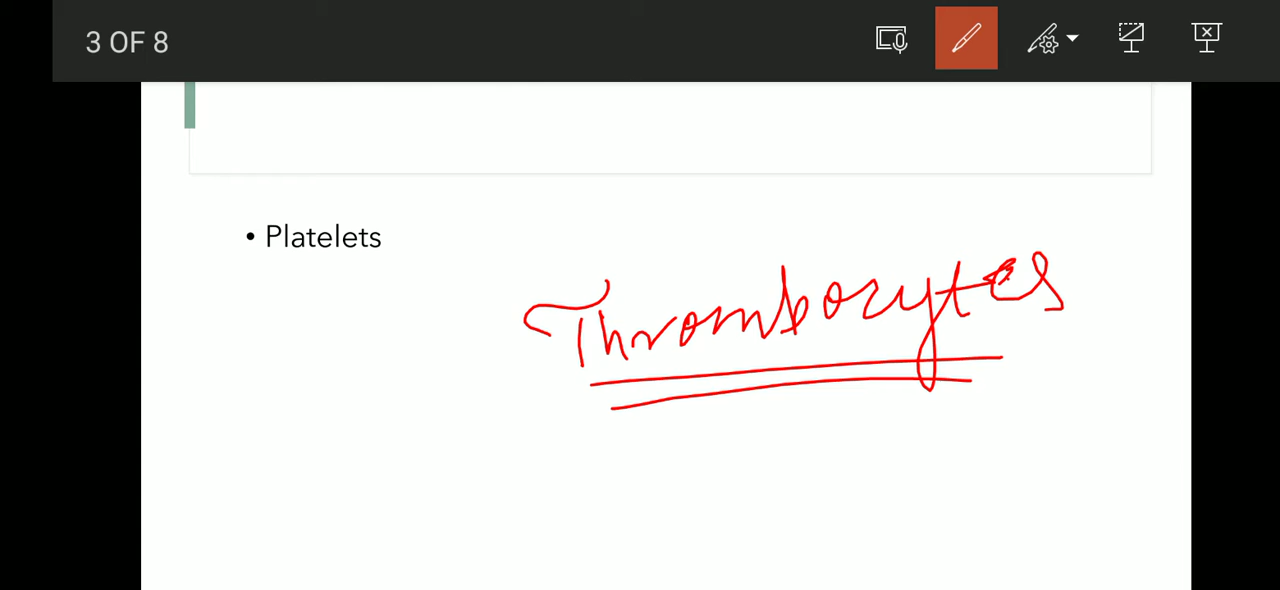 3 OF 8
• Platelets
Thrombocytes